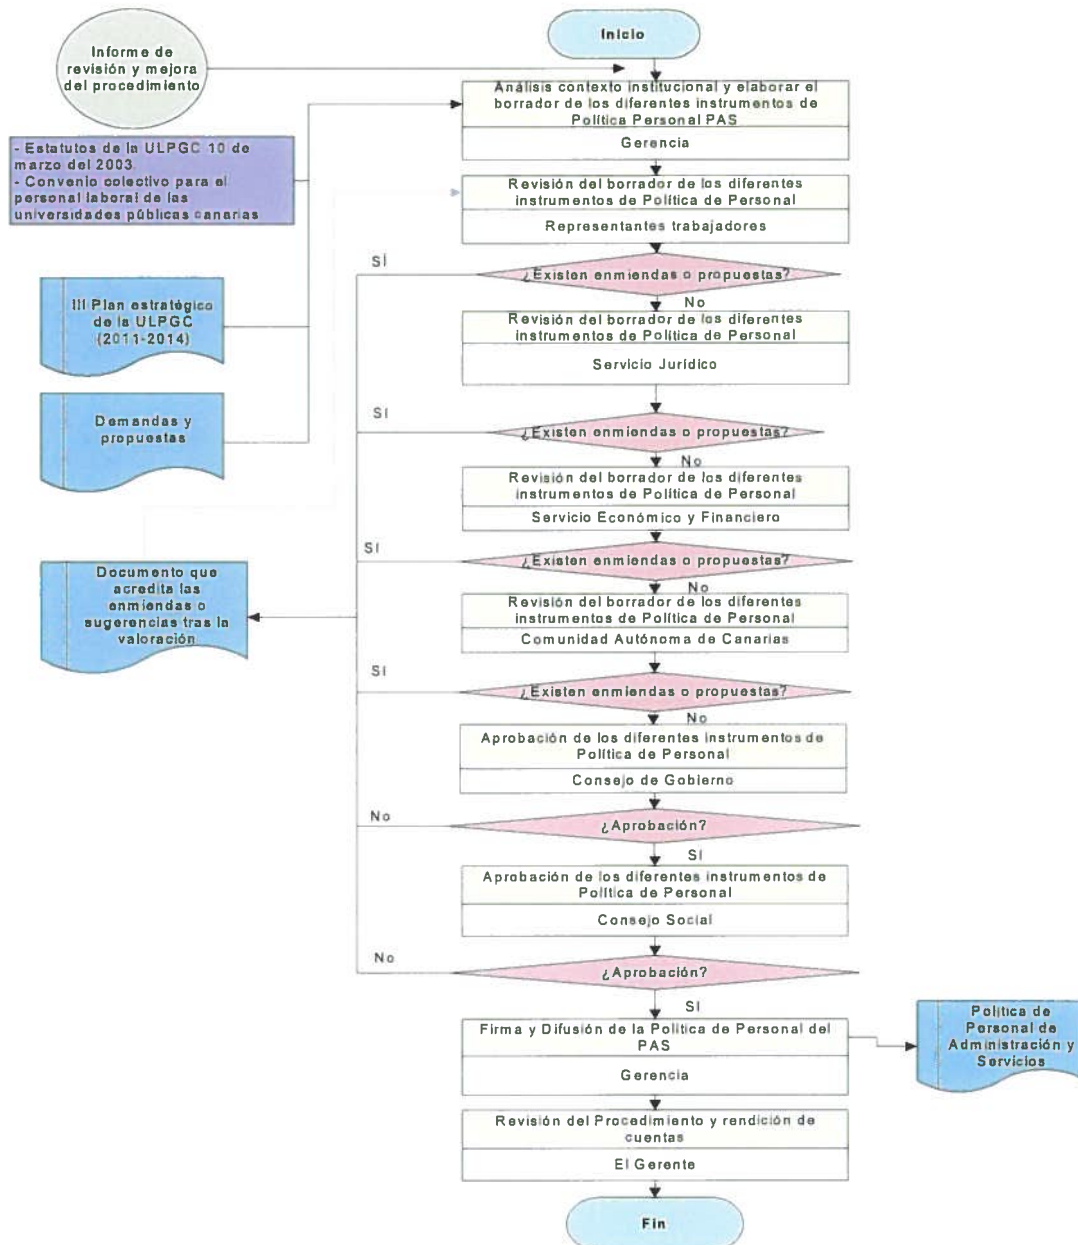 Inicio
Informe de
revisión y mejora
del procedimiento
Análisis contexto institucional y elaborar el
borrador de los diferentes instrumentos de
Política Personal PAS
Gerencia
- Estatutos de la ULPGC 10 de
marzo del 2003
- Convenio colectivo para el
personal laboral de las
universidades públicas canarias
Revisión del borrador de los diferentes
instrumentos de Política de Personal
Representantes trabajadores
SÍ
¿Existen enmiendas o propuestas?
No
III Plan estratégico
de la ULPGC
(2011-2014)
Revisión del borrador de los diferentes
instrumentos de Política de Personal
Servicio Jurídico
Demandas y
propuestas
SI
¿Existen enmiendas o propuestas?
No
Revisión del borrador de los diferentes
instrumentos de Política de Personal
Servicio Económico y Financiero
SI
¿Existen enmiendas o propuestas?
No
Documento que
acredita las
enmiendas o
sugerencias tras la
valoración
Revisión del borrador de los diferentes
instrumentos de Política de Personal
Comunidad Autónoma de Canarias
SI
¿Existen enmiendas o propuestas?
No
Aprobación de los diferentes instrumentos de
Política de Personal
Consejo de Gobierno
No
¿Aprobación?
SI
Aprobación de los diferentes instrumentos de
Política de Personal
Consejo Social
No
¿Aprobación?
SI
Firma y Difusión de la Política de Personal del
PAS
Gerencia
Política de
Personal de
Administración y
Servicios
Revisión del Procedimiento y rendición de
cuentas
El Gerente
Fin